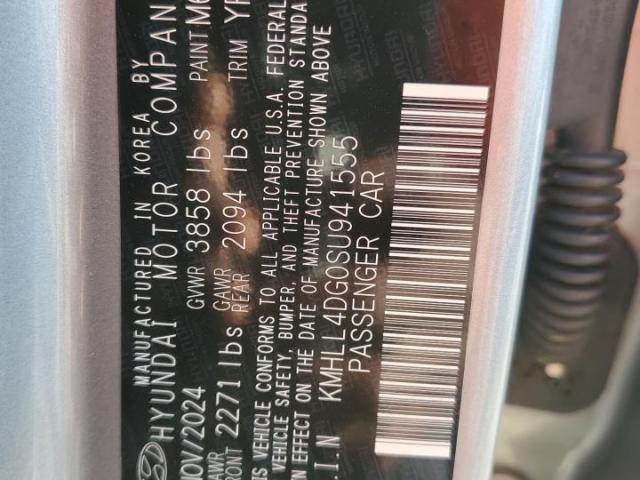 MANUFACTURED IN KOREA BY
HYUNDAI MOTOR COMPAN
NOV/2024 GVWR 3858 lbs PAINT M6
GAWR FRONT 2271 lbs GAWR REAR 2094 lbs TRIM YF
THIS VEHICLE CONFORMS TO ALL APPLICABLE U.S.A. FEDERAL
VEHICLE SAFETY, BUMPER, AND THEFT PREVENTION STANDA
IN EFFECT ON THE DATE OF MANUFACTURE SHOWN ABOVE
V.I.N KMHLL4DG0SU941555
PASSENGER CAR